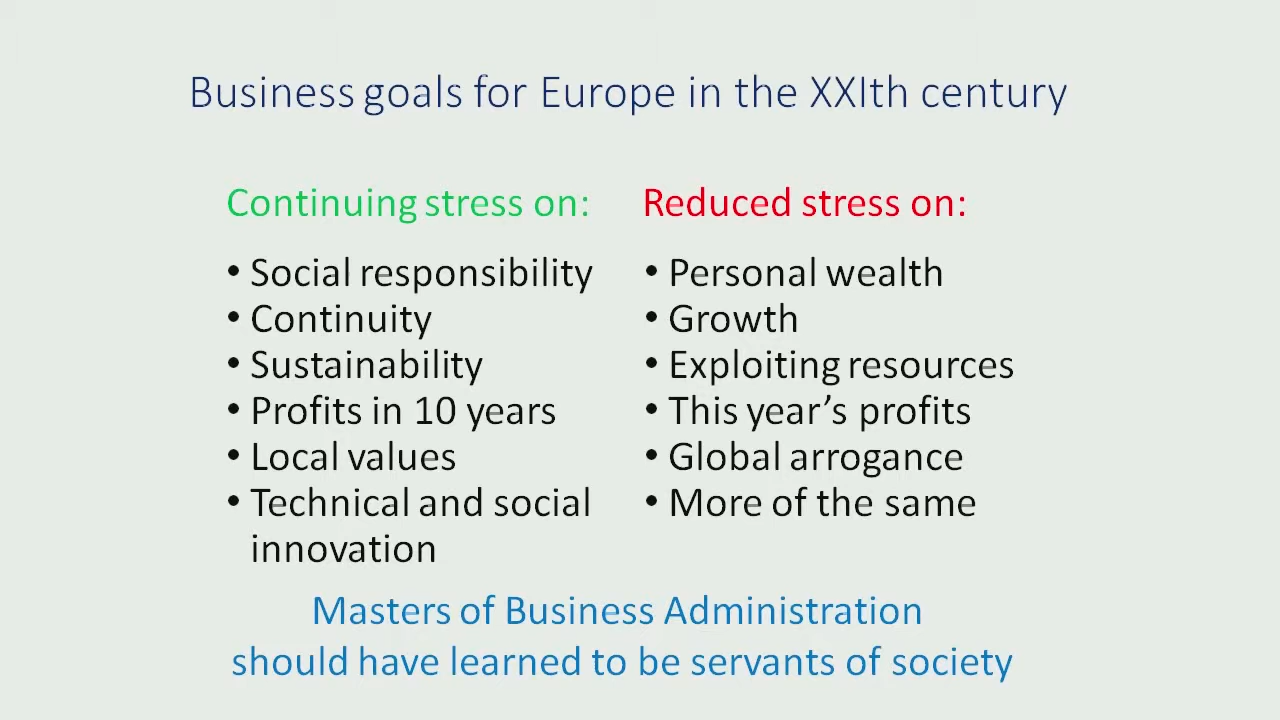 Business goals for Europe in the XXIth century
Continuing stress on:
• Social responsibility
• Continuity
• Sustainability
• Profits in 10 years
• Local values
• Technical and social
innovation
Reduced stress on:
• Personal wealth
• Growth
• Exploiting resources
• This year’s profits
• Global arrogance
• More of the same
Masters of Business Administration
should have learned to be servants of society